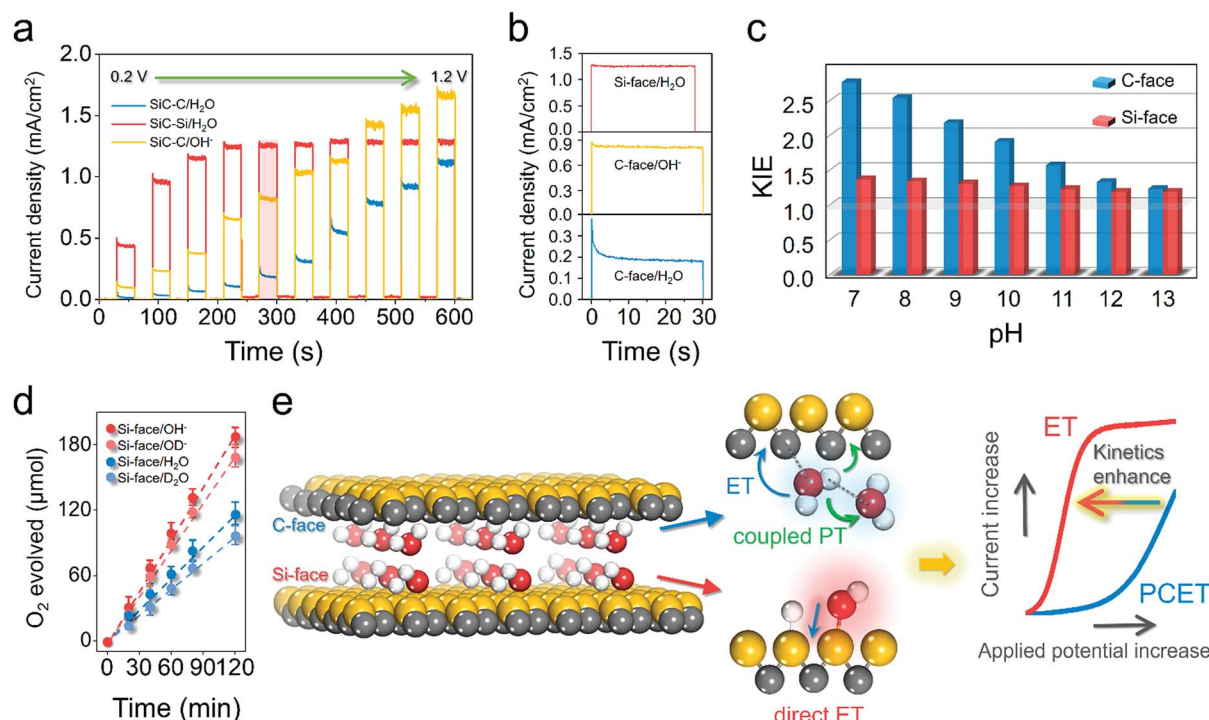 a
Current density (mA/cm²)
2.0
1.5
1.0
0.5
0.0
0.2 V
1.2 V
SiC-C/H₂O
SiC-Si/H₂O
SiC-C/OH⁻
0 100 200 300 400 500 600
Time (s)
b
Current density (mA/cm²)
1.5
1.0
0.5
0.0
Si-face/H₂O
0.9
0.6
0.3
0.0
C-face/OH⁻
0.4
0.2
0.0
C-face/H₂O
0 10 20 30
Time (s)
c
KIE
2.5
2.0
1.5
1.0
0.5
0.0
C-face
Si-face
7 8 9 10 11 12 13
pH
d
O₂ evolved (μmol)
180
120
60
0
Si-face/OH⁻
Si-face/OD⁻
Si-face/H₂O
Si-face/D₂O
0 30 60 90 120
Time (min)
e
C-face
Si-face
ET
coupled PT
direct ET
Current increase
ET
Kinetics
enhance
PCET
Applied potential increase